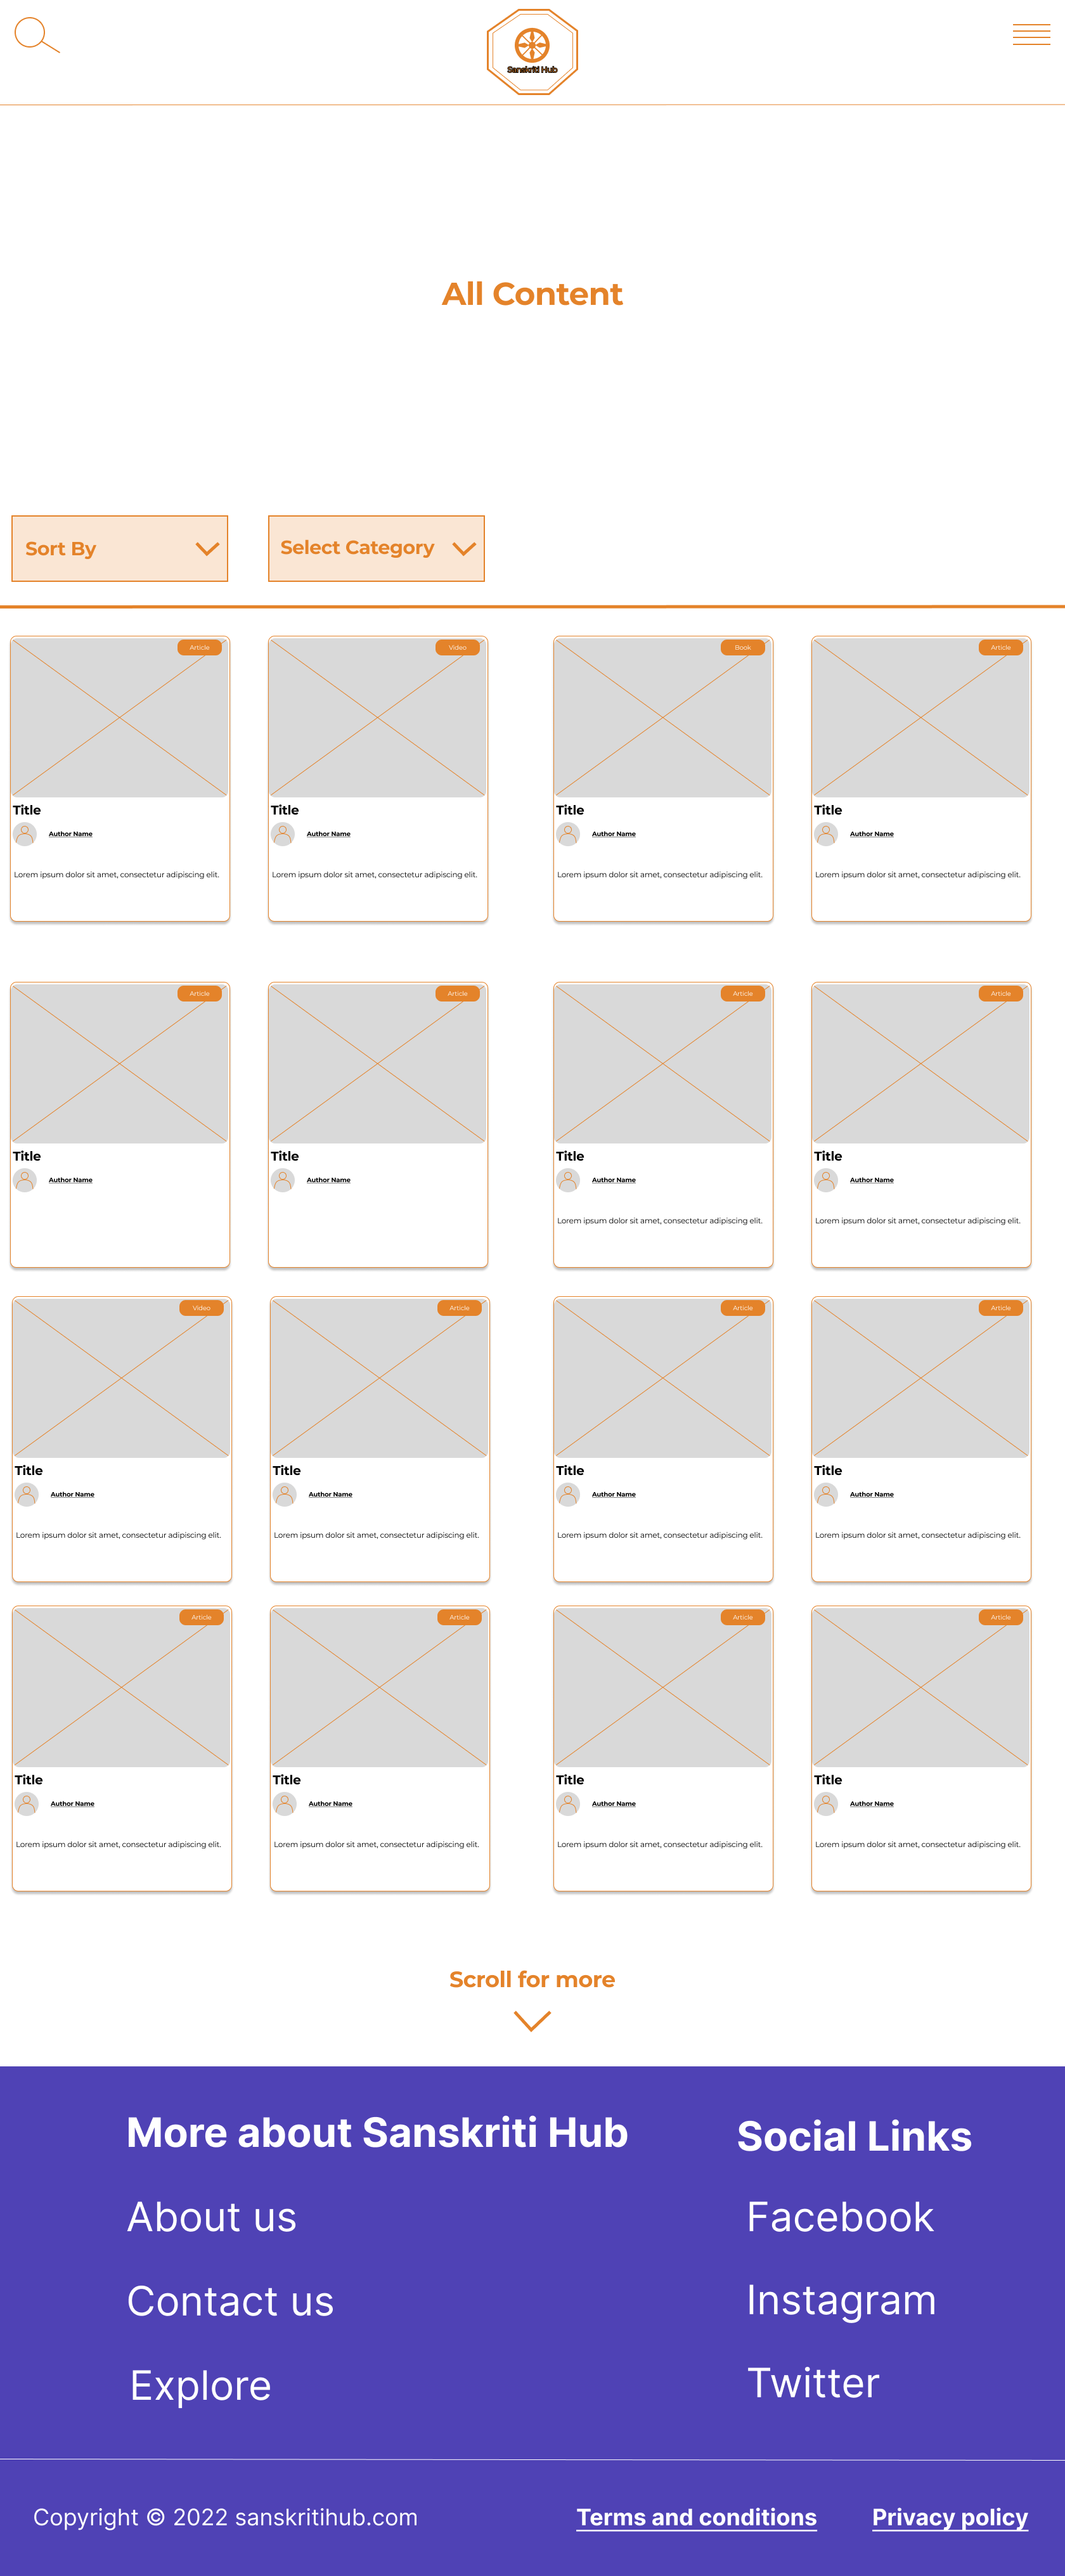 Sanskriti Hub
All Content
Sort By
Select Category
Article
Video
Book
Article
Title
Title
Title
Title
Author Name
Author Name
Author Name
Author Name
Lorem ipsum dolor sit amet, consectetur adipiscing elit.
Lorem ipsum dolor sit amet, consectetur adipiscing elit.
Lorem ipsum dolor sit amet, consectetur adipiscing elit.
Lorem ipsum dolor sit amet, consectetur adipiscing elit.
Article
Article
Article
Article
Title
Title
Title
Title
Author Name
Author Name
Author Name
Author Name
Lorem ipsum dolor sit amet, consectetur adipiscing elit.
Lorem ipsum dolor sit amet, consectetur adipiscing elit.
Video
Article
Article
Article
Title
Title
Title
Title
Author Name
Author Name
Author Name
Author Name
Lorem ipsum dolor sit amet, consectetur adipiscing elit.
Lorem ipsum dolor sit amet, consectetur adipiscing elit.
Lorem ipsum dolor sit amet, consectetur adipiscing elit.
Lorem ipsum dolor sit amet, consectetur adipiscing elit.
Article
Article
Article
Article
Title
Title
Title
Title
Author Name
Author Name
Author Name
Author Name
Lorem ipsum dolor sit amet, consectetur adipiscing elit.
Lorem ipsum dolor sit amet, consectetur adipiscing elit.
Lorem ipsum dolor sit amet, consectetur adipiscing elit.
Lorem ipsum dolor sit amet, consectetur adipiscing elit.
Scroll for more
More about Sanskriti Hub
About us
Contact us
Explore
Social Links
Facebook
Instagram
Twitter
Copyright © 2022 sanskritihub.com
Terms and conditions
Privacy policy